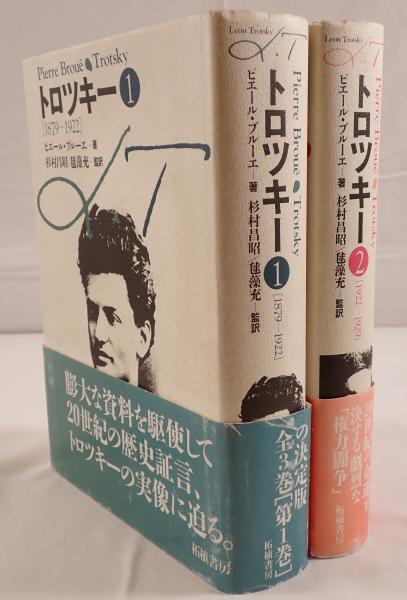 Pierre Broué●Trotsky
トロツキー1
[1879—1922]
ピエール・ブルーエ—著
杉村昌昭/毬藻充—監訳
L.T
膨大な資料を駆使して
20世紀の歴史証言、
トロツキーの実像に迫る。
Pierre Broué●Trotsky
トロツキー1
[1879—1922]
ピエール・ブルーエ—著
杉村昌昭/毬藻充—監訳
の決定版
全3巻[第1巻]
柘植書房
Leon Trotsky
L.T
Pierre Broué●Trotsky
トロツキー2
[1922—1929]
ピエール・ブルーエ—著
杉村昌昭/毬藻充—監訳
決する劇烈な
「権力闘争」
柘植書房